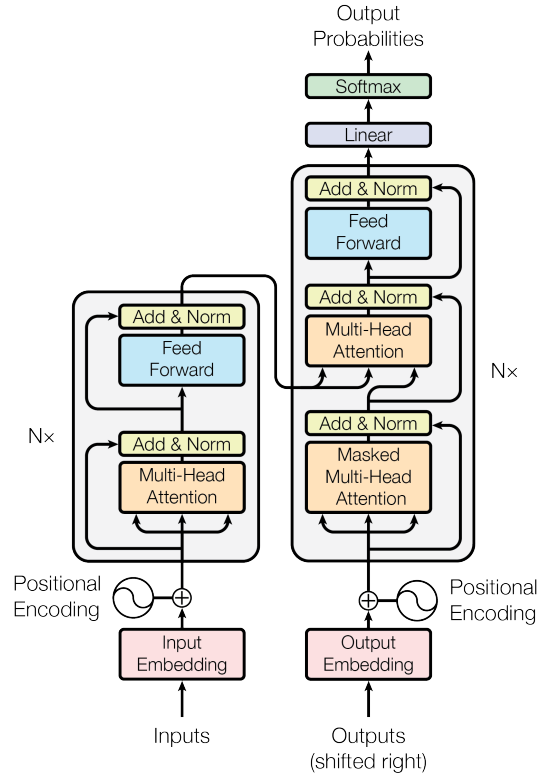 Output
Probabilities
Softmax
Linear
Add & Norm
Feed
Forward
Add & Norm
Multi-Head
Attention
Add & Norm
Masked
Multi-Head
Attention
N×
Add & Norm
Feed
Forward
Add & Norm
Multi-Head
Attention
N×
Positional
Encoding
Positional
Encoding
Input
Embedding
Output
Embedding
Inputs
Outputs
(shifted right)